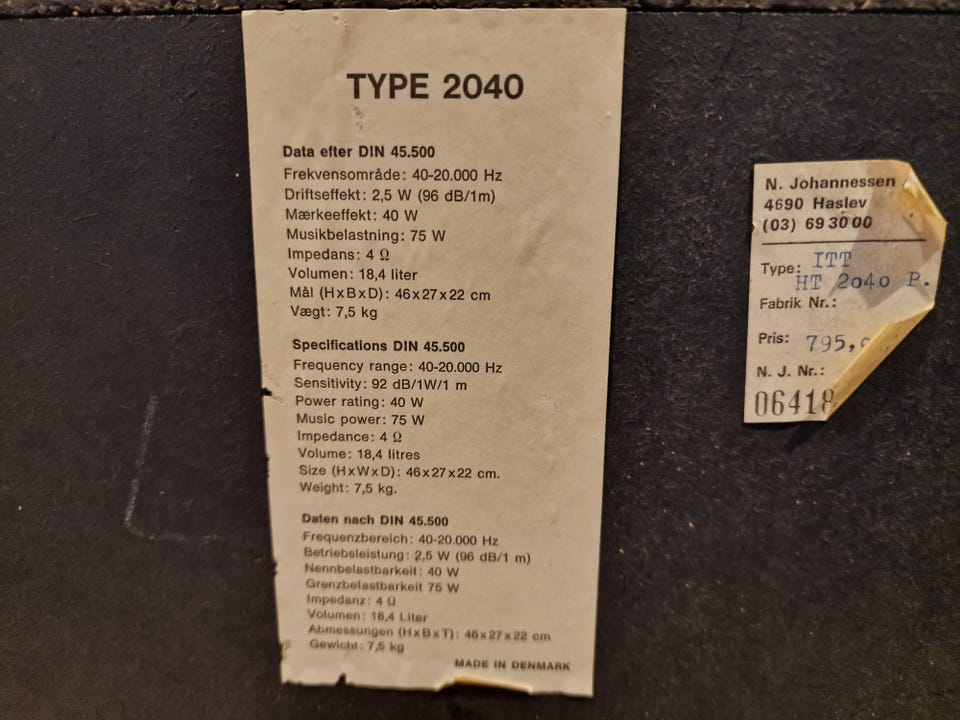 TYPE 2040
Data efter DIN 45.500
Frekvensområde: 40-20.000 Hz
Driftseffekt: 2,5 W (96 dB/1m)
Mærkeeffekt: 40 W
Musikbelastning: 75 W
Impedans: 4 Ω
Volumen: 18,4 liter
Mål (HxBxD): 46x27x22 cm
Vægt: 7,5 kg
Specifications DIN 45.500
Frequency range: 40-20.000 Hz
Sensitivity: 92 dB/1W/1 m
Power rating: 40 W
Music power: 75 W
Impedance: 4 Ω
Volume: 18,4 litres
Size (HxWxD): 46x27x22 cm.
Weight: 7,5 kg.
Daten nach DIN 45.500
Frequenzbereich: 40-20.000 Hz
Betriebsleistung: 2,5 W (96 dB/1 m)
Nennbelastbarkeit: 40 W
Grenzbelastbarkeit 75 W
Impedanz: 4 Ω
Volumen: 18,4 Liter
Abmessungen (HxBxT): 46x27x22 cm
Gewicht: 7,5 kg
MADE IN DENMARK
N. Johannessen
4690 Haslev
(03) 69 30 00
Type: ITT
HT 2040 P.
Fabrik Nr.:
Pris: 795,
N. J. Nr.:
06418